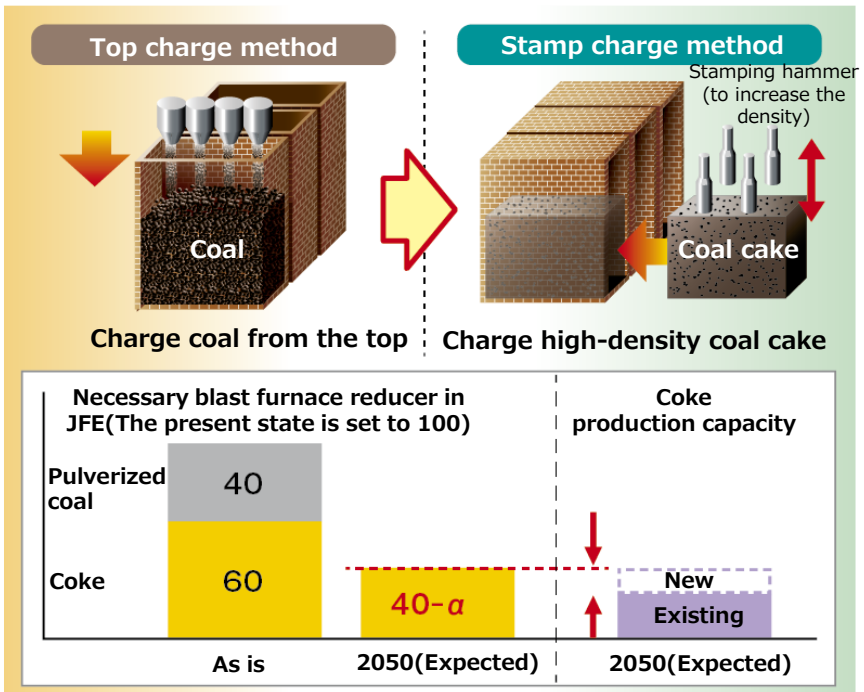 Top charge method
Stamp charge method
Stamping hammer
(to increase the
density)
Coal
Coal cake
Charge coal from the top
Charge high-density coal cake
Necessary blast furnace reducer in
JFE(The present state is set to 100)
Coke
production capacity
Pulverized
coal
40
Coke
60
40-α
New
Existing
As is
2050(Expected)
2050(Expected)